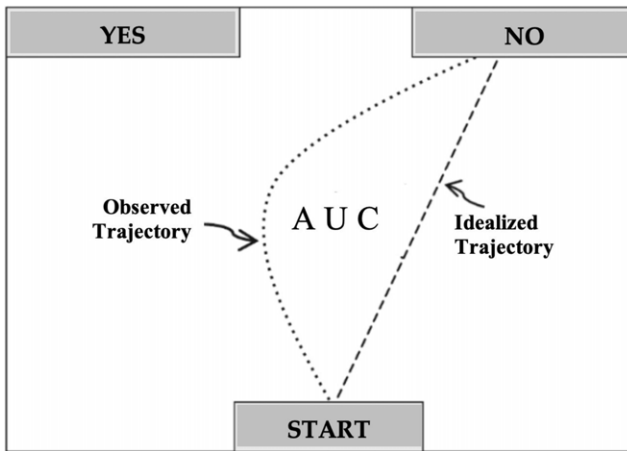 YES
NO
Observed
Trajectory
A U C
Idealized
Trajectory
START